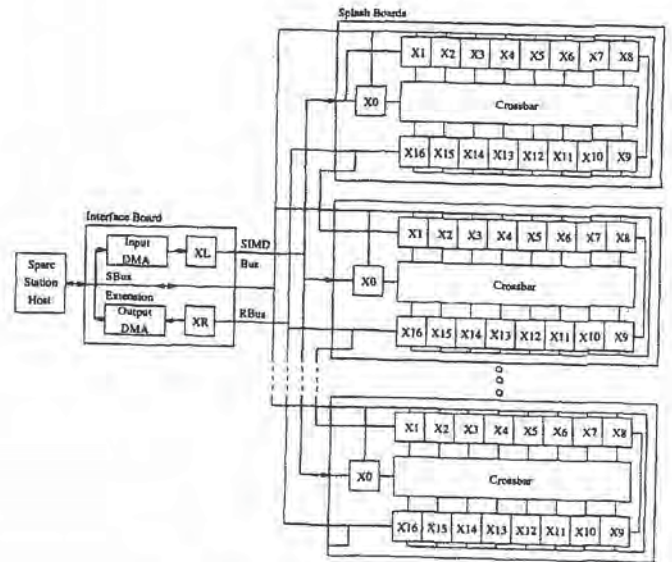 Splash Boards
X1 X2 X3 X4 X5 X6 X7 X8
X0
Crossbar
X16 X15 X14 X13 X12 X11 X10 X9
Interface Board
Input DMA
XL
SIMD Bus
Sparc Station Host
SBus Extension
Output DMA
XR
RBus
X1 X2 X3 X4 X5 X6 X7 X8
X0
Crossbar
X16 X15 X14 X13 X12 X11 X10 X9
X1 X2 X3 X4 X5 X6 X7 X8
X0
Crossbar
X16 X15 X14 X13 X12 X11 X10 X9